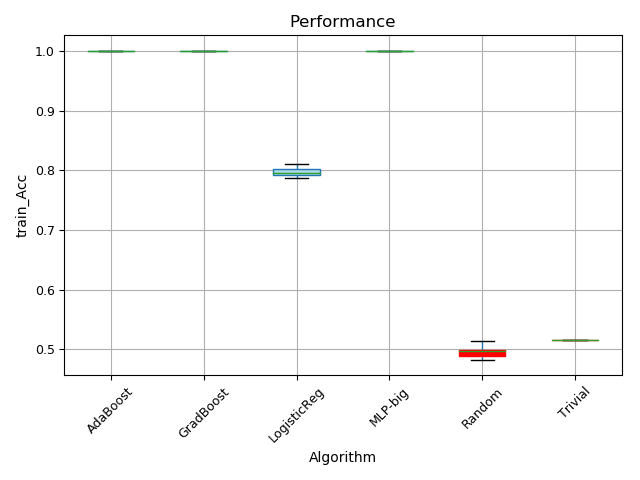 Performance
train_Acc
1.0
0.9
0.8
0.7
0.6
0.5
AdaBoost
GradBoost
LogisticReg
MLP-big
Random
Trivial
Algorithm